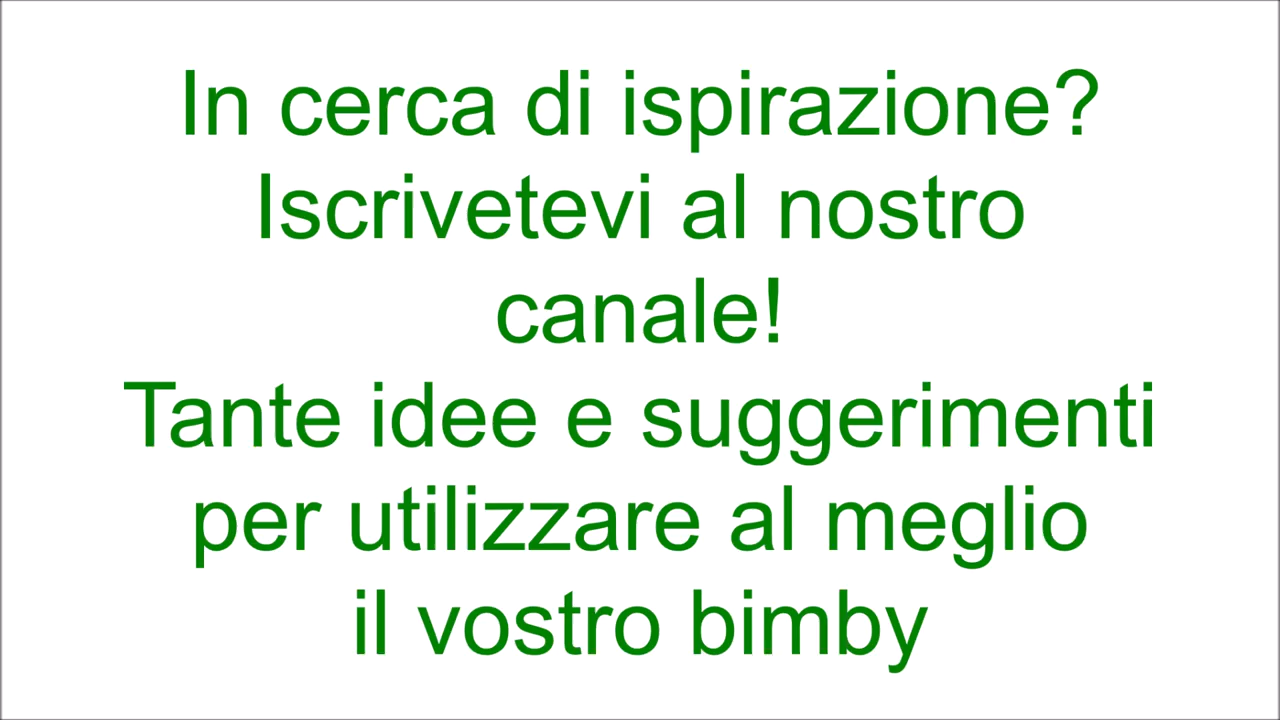 In cerca di ispirazione?
Iscrivetevi al nostro
canale!
Tante idee e suggerimenti
per utilizzare al meglio
il vostro bimby